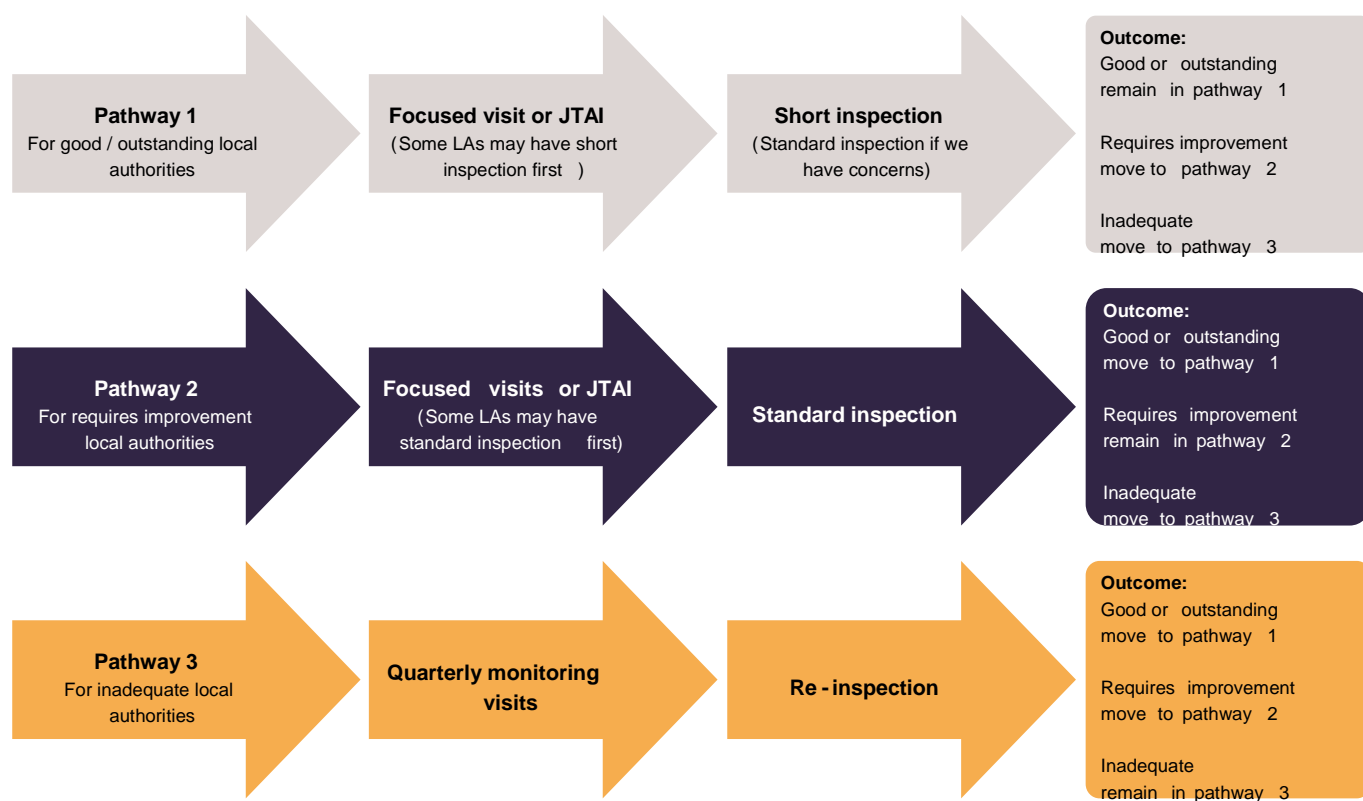 Pathway 1
For good / outstanding local
authorities
Focused visit or JTAI
(Some LAs may have short
inspection first )
Short inspection
(Standard inspection if we
have concerns)
Outcome:
Good or outstanding
remain in pathway 1
Requires improvement
move to pathway 2
Inadequate
move to pathway 3
Pathway 2
For requires improvement
local authorities
Focused visits or JTAI
(Some LAs may have
standard inspection first)
Standard inspection
Outcome:
Good or outstanding
move to pathway 1
Requires improvement
remain in pathway 2
Inadequate
move to pathway 3
Pathway 3
For inadequate local
authorities
Quarterly monitoring
visits
Re - inspection
Outcome:
Good or outstanding
move to pathway 1
Requires improvement
move to pathway 2
Inadequate
remain in pathway 3